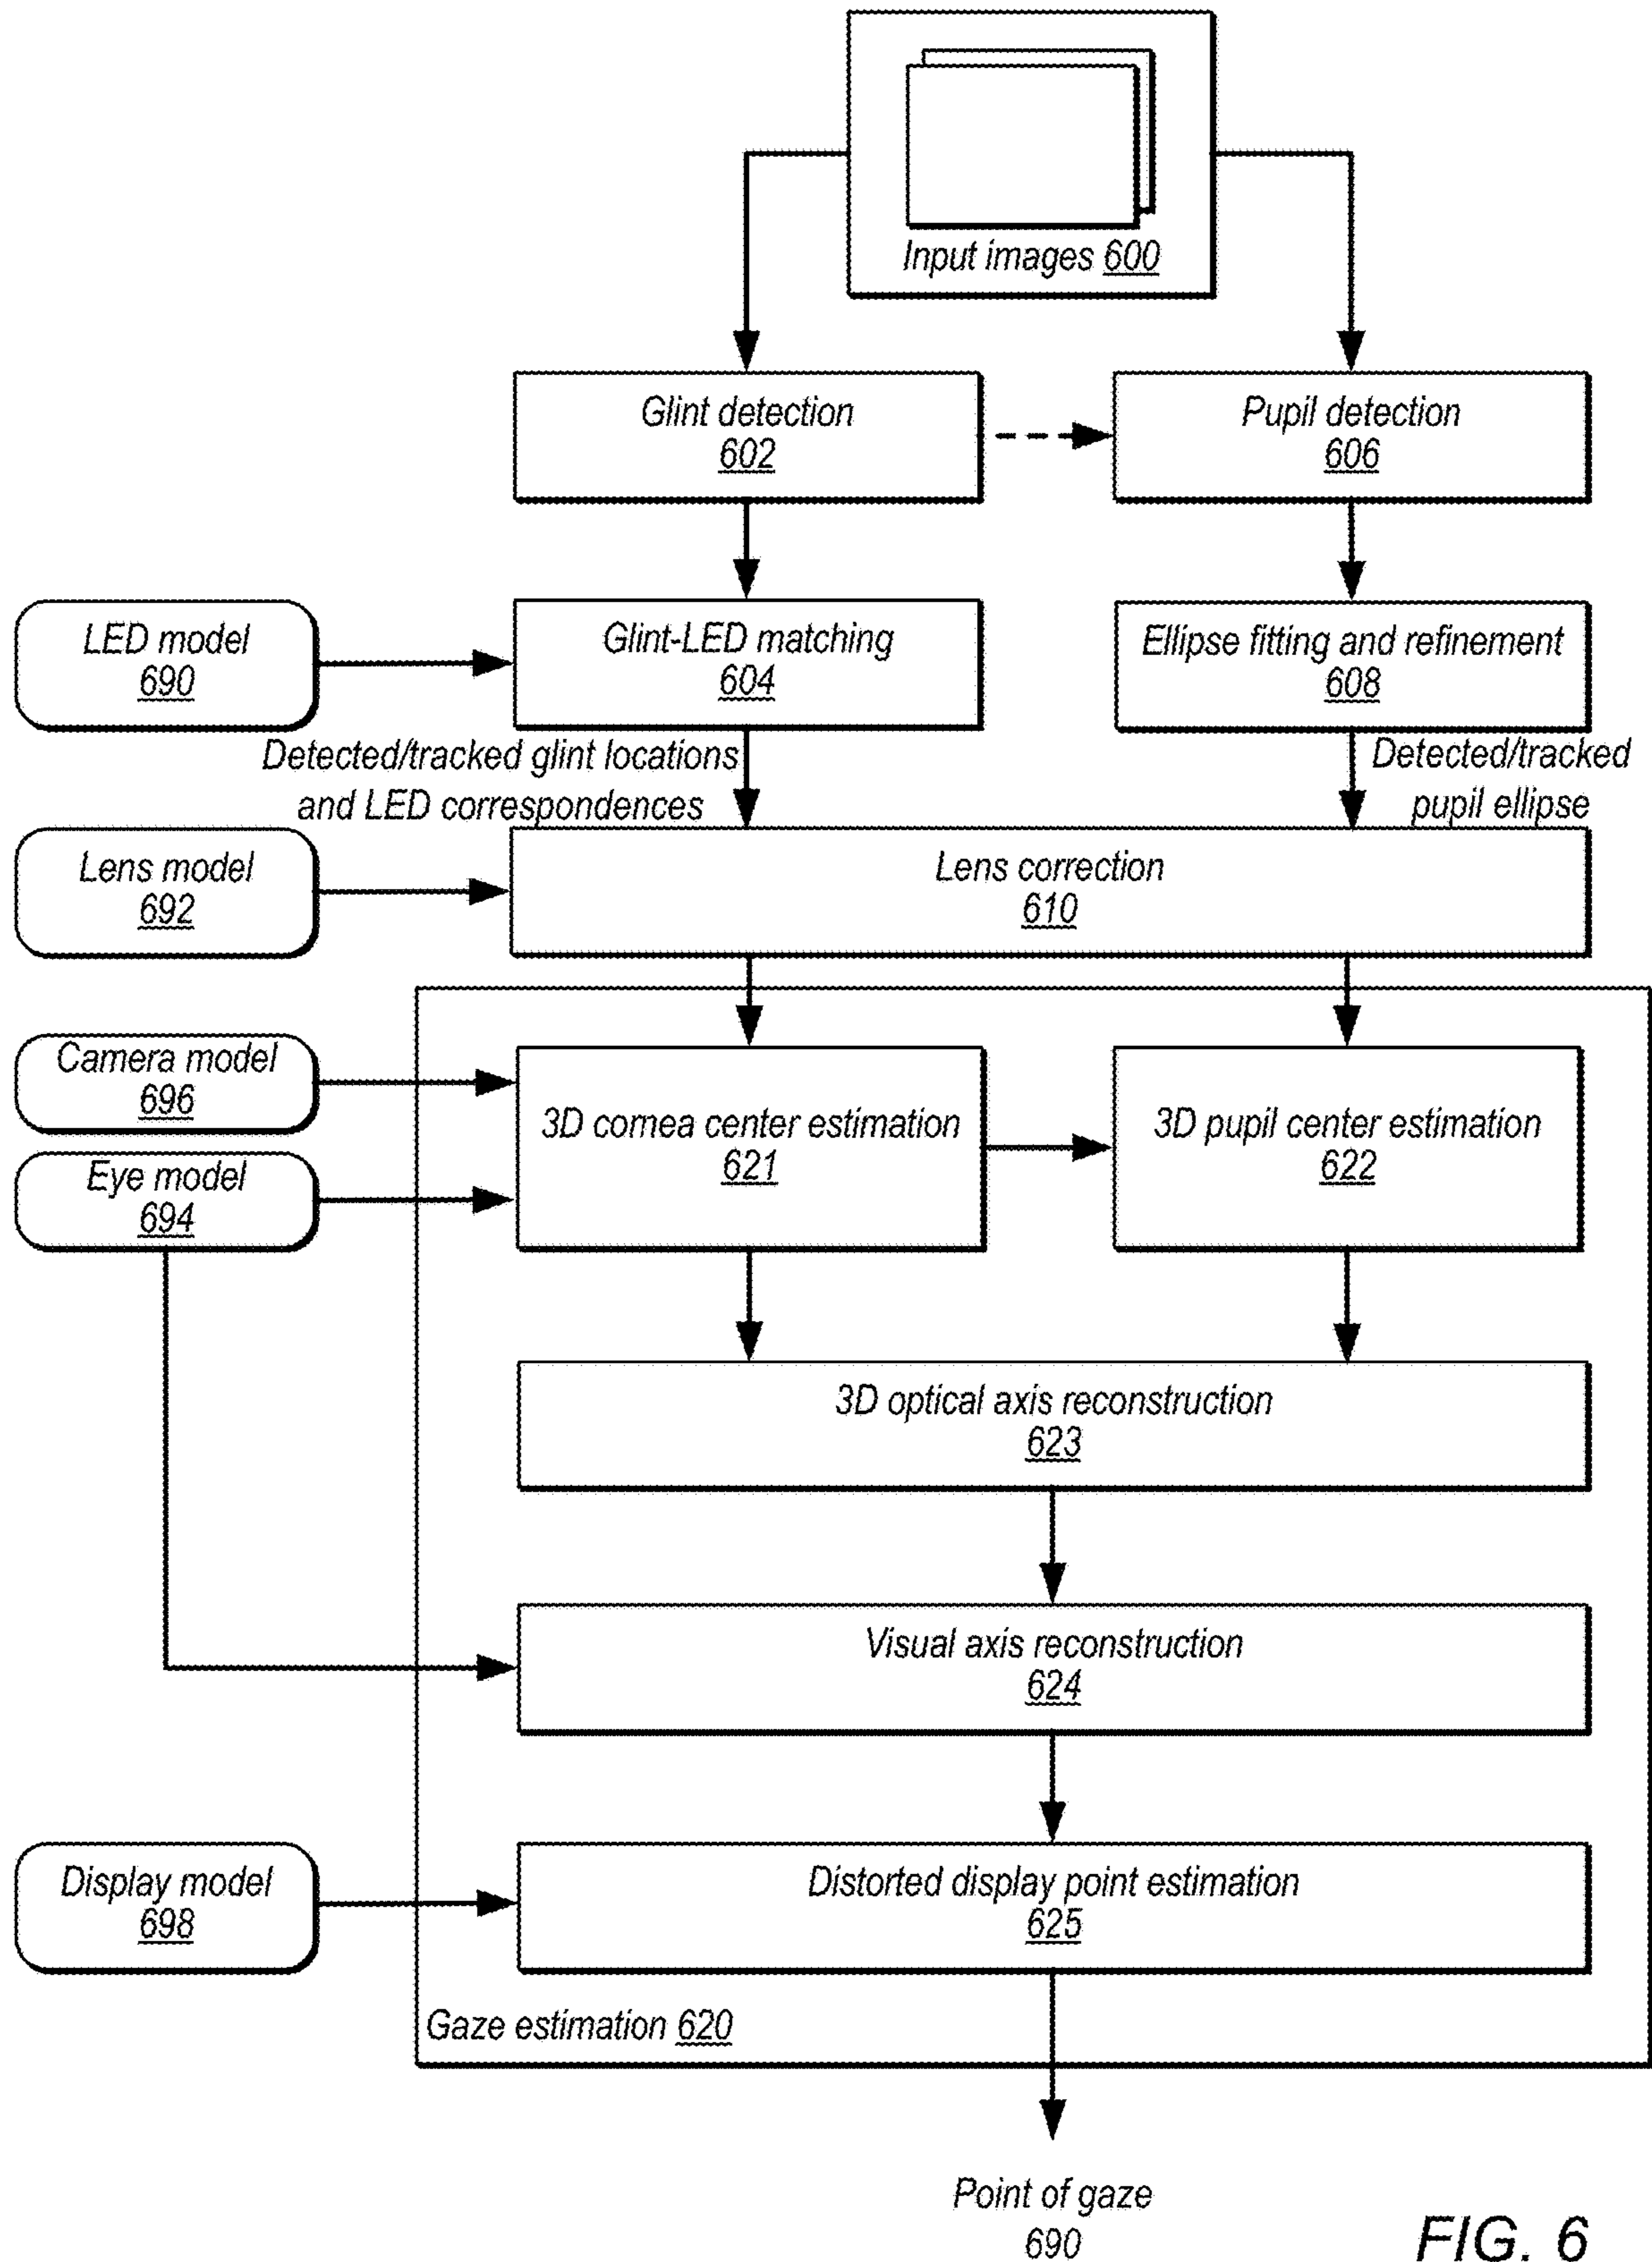 Input images 600
Glint detection
602
Pupil detection
606
LED model
690
Glint-LED matching
604
Ellipse fitting and refinement
608
Detected/tracked glint locations
and LED correspondences
Detected/tracked
pupil ellipse
Lens model
692
Lens correction
610
Camera model
696
Eye model
694
3D cornea center estimation
621
3D pupil center estimation
622
3D optical axis reconstruction
623
Visual axis reconstruction
624
Display model
698
Distorted display point estimation
625
Gaze estimation 620
Point of gaze
690
FIG. 6